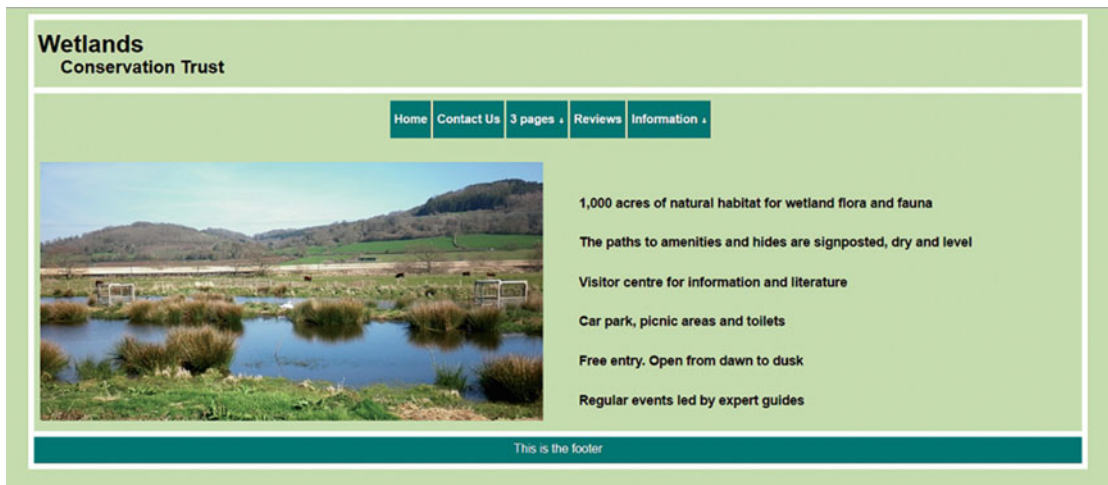 Wetlands
Conservation Trust
Home Contact Us 3 pages Reviews Information
1,000 acres of natural habitat for wetland flora and fauna
The paths to amenities and hides are signposted, dry and level
Visitor centre for information and literature
Car park, picnic areas and toilets
Free entry. Open from dawn to dusk
Regular events led by expert guides
This is the footer